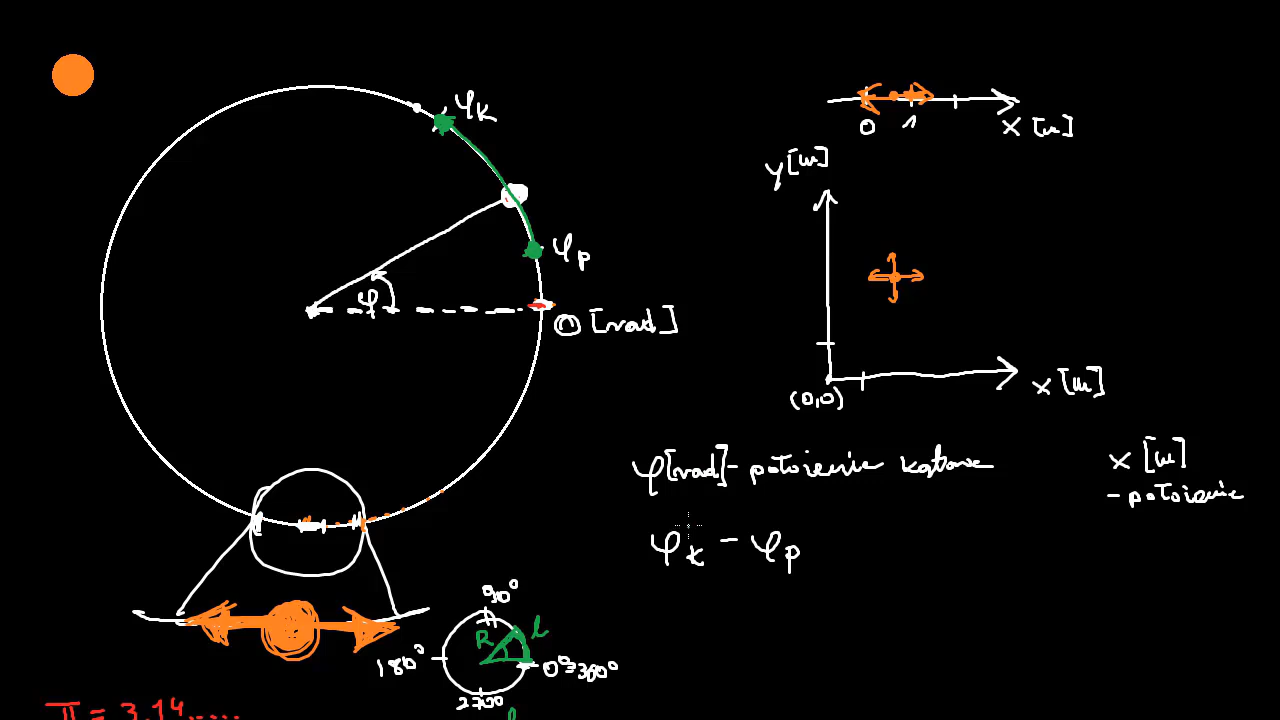 φk
φp
φ
0 [rad]
0 1
x [m]
y [m]
(0,0)
x [m]
φ[rad] - położenie kątowe
x [m]
- położenie
φk - φp
90°
R
l
180°
0°=360°
270°
π = 3,14.....